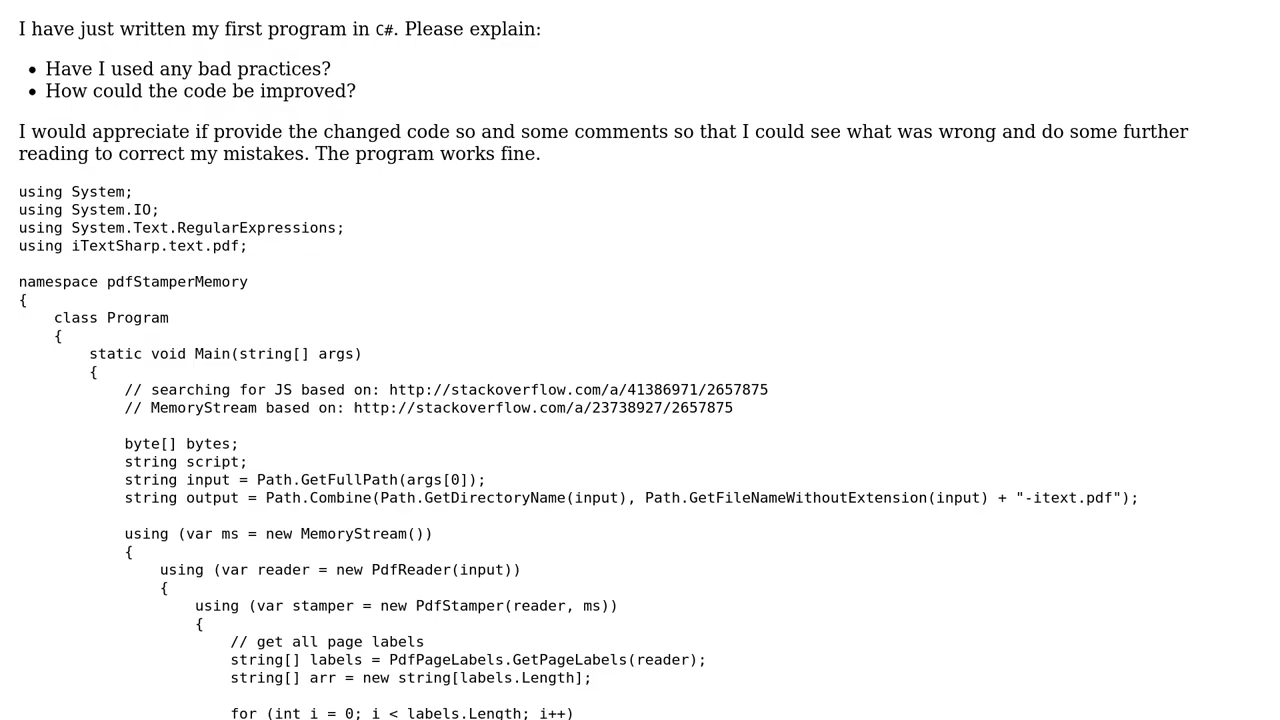 I have just written my first program in C#. Please explain:
• Have I used any bad practices?
• How could the code be improved?
I would appreciate if provide the changed code so and some comments so that I could see what was wrong and do some further
reading to correct my mistakes. The program works fine.
using System;
using System.IO;
using System.Text.RegularExpressions;
using iTextSharp.text.pdf;
namespace pdfStamperMemory
{
    class Program
    {
        static void Main(string[] args)
        {
            // searching for JS based on: http://stackoverflow.com/a/41386971/2657875
            // MemoryStream based on: http://stackoverflow.com/a/23738927/2657875
            byte[] bytes;
            string script;
            string input = Path.GetFullPath(args[0]);
            string output = Path.Combine(Path.GetDirectoryName(input), Path.GetFileNameWithoutExtension(input) + "-itext.pdf");
            using (var ms = new MemoryStream())
            {
                using (var reader = new PdfReader(input))
                {
                    using (var stamper = new PdfStamper(reader, ms))
                    {
                        // get all page labels
                        string[] labels = PdfPageLabels.GetPageLabels(reader);
                        string[] arr = new string[labels.Length];
                        for (int i = 0; i < labels.Length; i++)